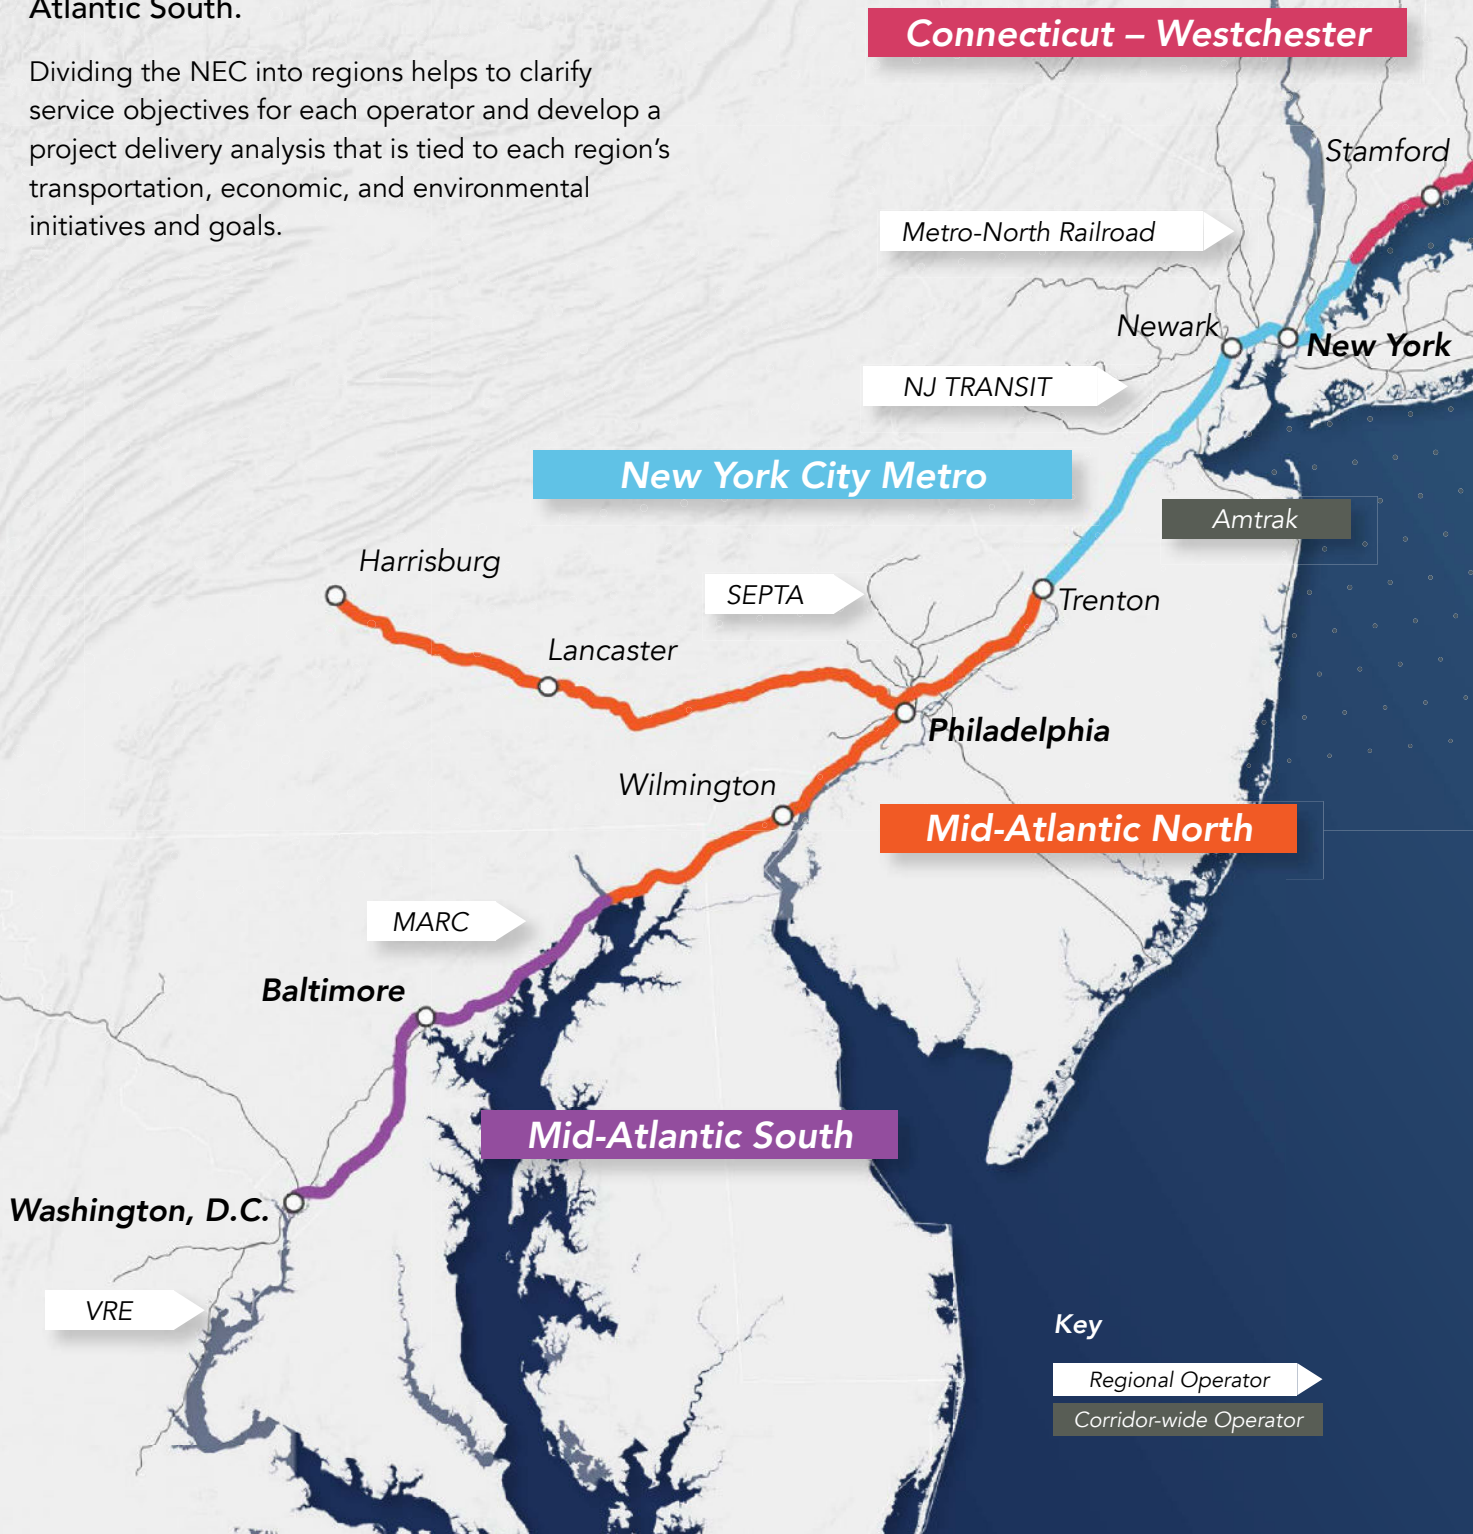 Atlantic South.
Dividing the NEC into regions helps to clarify
service objectives for each operator and develop a
project delivery analysis that is tied to each region's
transportation, economic, and environmental
initiatives and goals.
Connecticut – Westchester
Stamford
Metro-North Railroad
Newark
New York
NJ TRANSIT
New York City Metro
Amtrak
Harrisburg
SEPTA
Trenton
Lancaster
Philadelphia
Wilmington
Mid-Atlantic North
MARC
Baltimore
Mid-Atlantic South
Washington, D.C.
VRE
Key
Regional Operator
Corridor-wide Operator